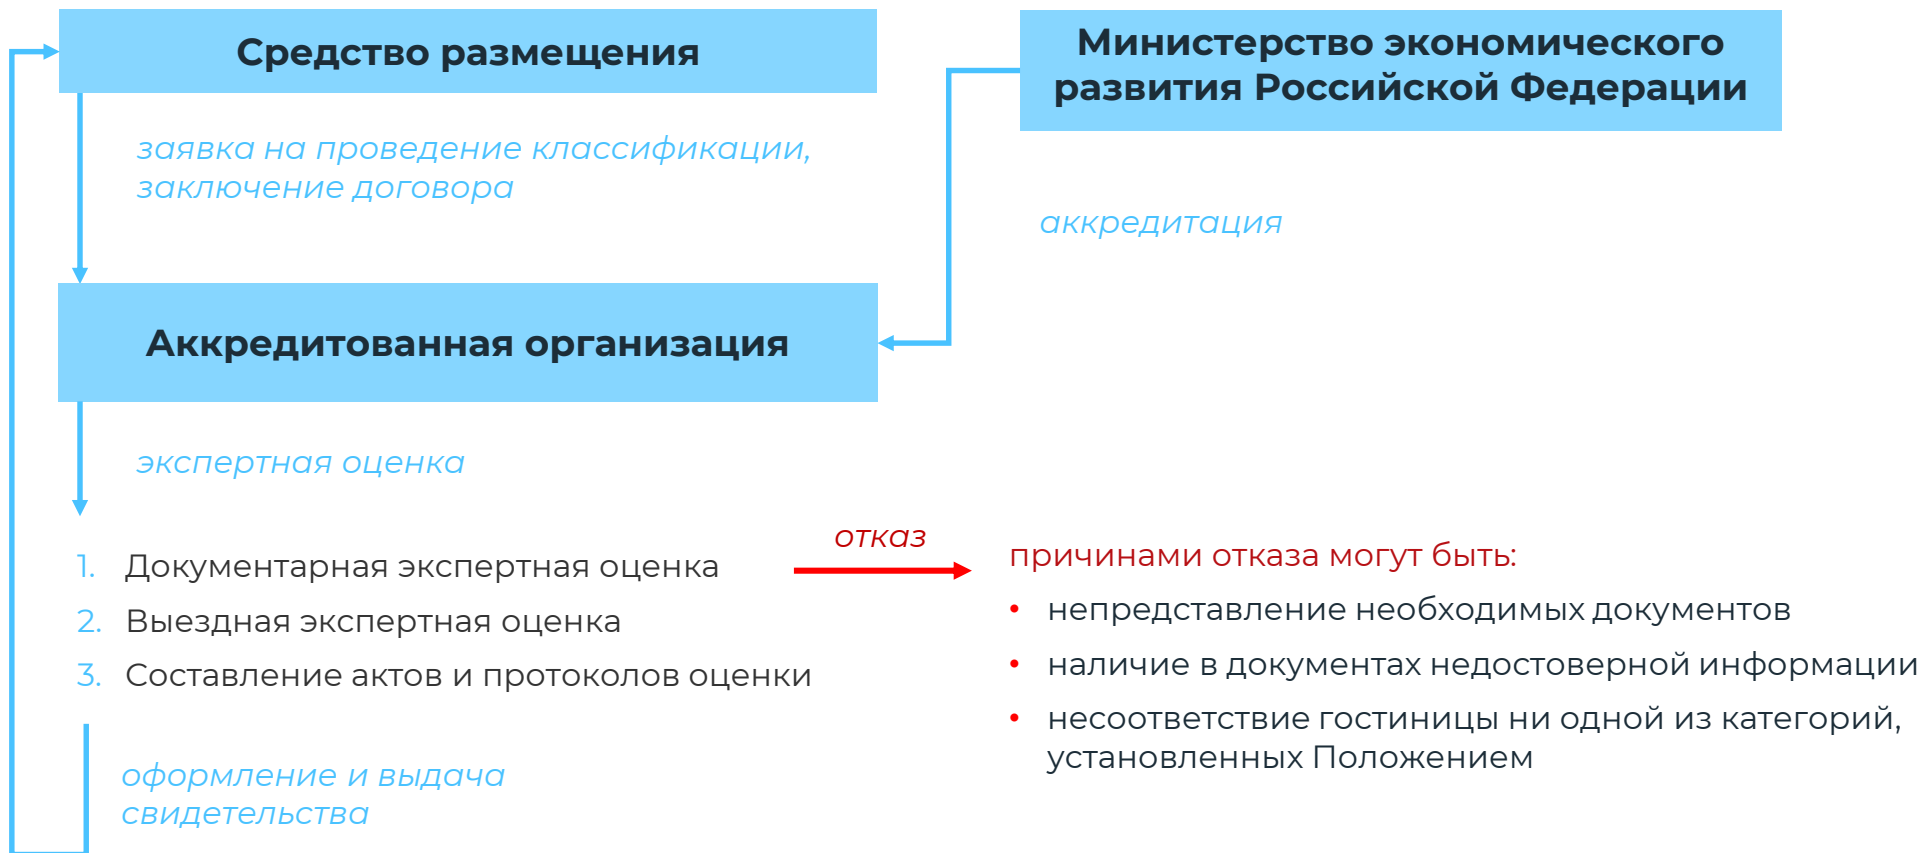 Средство размещения
Министерство экономического
развития Российской Федерации
заявка на проведение классификации,
заключение договора
аккредитация
Аккредитованная организация
экспертная оценка
1. Документарная экспертная оценка
2. Выездная экспертная оценка
3. Составление актов и протоколов оценки
отказ
причинами отказа могут быть:
• непредставление необходимых документов
• наличие в документах недостоверной информации
• несоответствие гостиницы ни одной из категорий,
установленных Положением
оформление и выдача
свидетельства